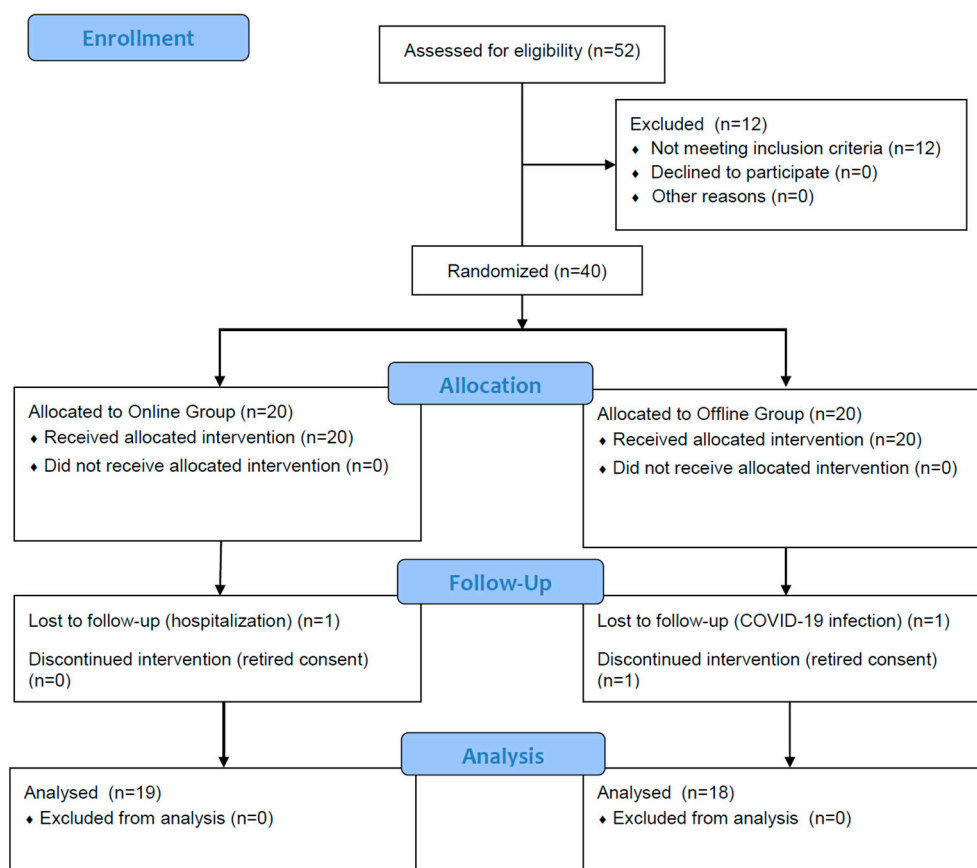 Enrollment
Assessed for eligibility (n=52)
Excluded (n=12)
♦ Not meeting inclusion criteria (n=12)
♦ Declined to participate (n=0)
♦ Other reasons (n=0)
Randomized (n=40)
Allocation
Allocated to Online Group (n=20)
♦ Received allocated intervention (n=20)
♦ Did not receive allocated intervention (n=0)
Allocated to Offline Group (n=20)
♦ Received allocated intervention (n=20)
♦ Did not receive allocated intervention (n=0)
Follow-Up
Lost to follow-up (hospitalization) (n=1)
Discontinued intervention (retired consent)
(n=0)
Lost to follow-up (COVID-19 infection) (n=1)
Discontinued intervention (retired consent)
(n=1)
Analysis
Analysed (n=19)
♦ Excluded from analysis (n=0)
Analysed (n=18)
♦ Excluded from analysis (n=0)